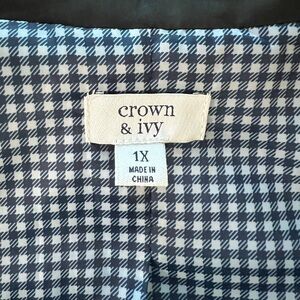 crown
& ivy
1X
MADE IN
CHINA